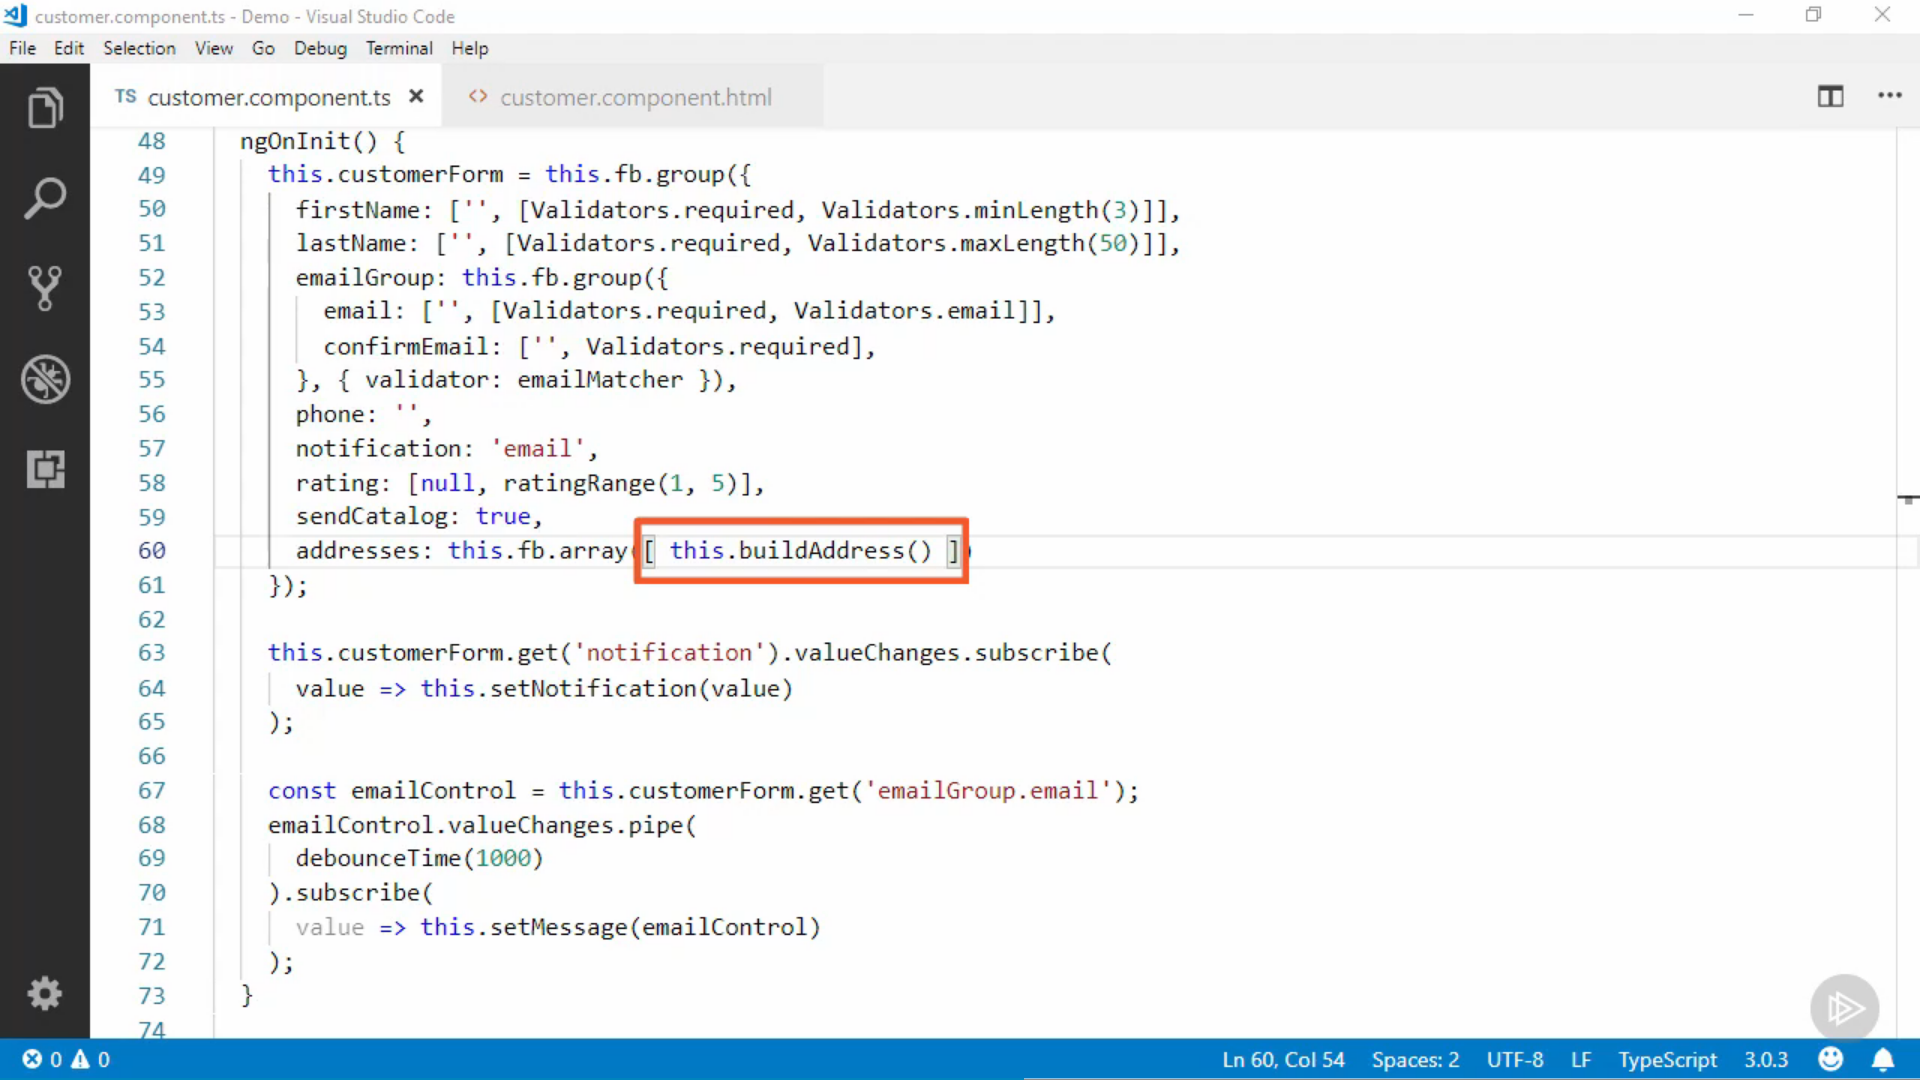 customer.component.ts - Demo - Visual Studio Code
File Edit Selection View Go Debug Terminal Help
TS customer.component.ts × <> customer.component.html
48 ngOnInit() {
49 this.customerForm = this.fb.group({
50 firstName: ['', [Validators.required, Validators.minLength(3)]],
51 lastName: ['', [Validators.required, Validators.maxLength(50)]],
52 emailGroup: this.fb.group({
53 email: ['', [Validators.required, Validators.email]],
54 confirmEmail: ['', Validators.required],
55 }, { validator: emailMatcher }),
56 phone: '',
57 notification: 'email',
58 rating: [null, ratingRange(1, 5)],
59 sendCatalog: true,
60 addresses: this.fb.array([ this.buildAddress() ])
61 });
62
63 this.customerForm.get('notification').valueChanges.subscribe(
64 value => this.setNotification(value)
65 );
66
67 const emailControl = this.customerForm.get('emailGroup.email');
68 emailControl.valueChanges.pipe(
69 debounceTime(1000)
70 ).subscribe(
71 value => this.setMessage(emailControl)
72 );
73 }
74
0 0 Ln 60, Col 54 Spaces: 2 UTF-8 LF TypeScript 3.0.3